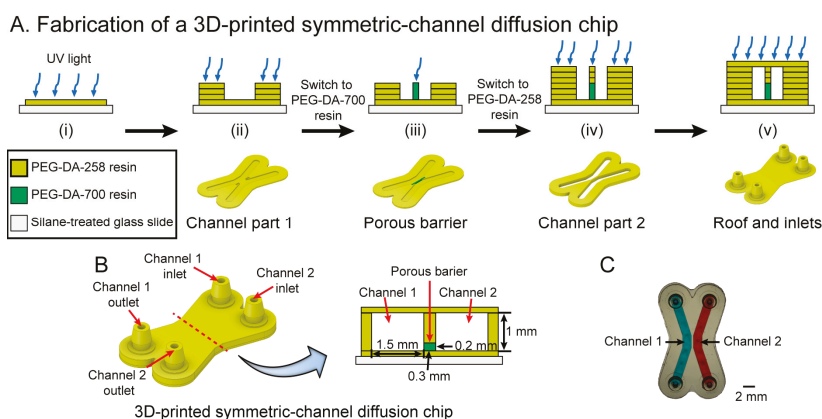 A. Fabrication of a 3D-printed symmetric-channel diffusion chip
UV light
Switch to
PEG-DA-700
resin
Switch to
PEG-DA-258
resin
(i)
(ii)
(iii)
(iv)
(v)
PEG-DA-258 resin
PEG-DA-700 resin
Silane-treated glass slide
Channel part 1
Porous barrier
Channel part 2
Roof and inlets
B
Channel 1
inlet
Channel 2
inlet
Channel 1
outlet
Channel 2
outlet
3D-printed symmetric-channel diffusion chip
Porous barrier
Channel 1
Channel 2
1 mm
1.5 mm
0.2 mm
0.3 mm
C
Channel 1
Channel 2
2 mm